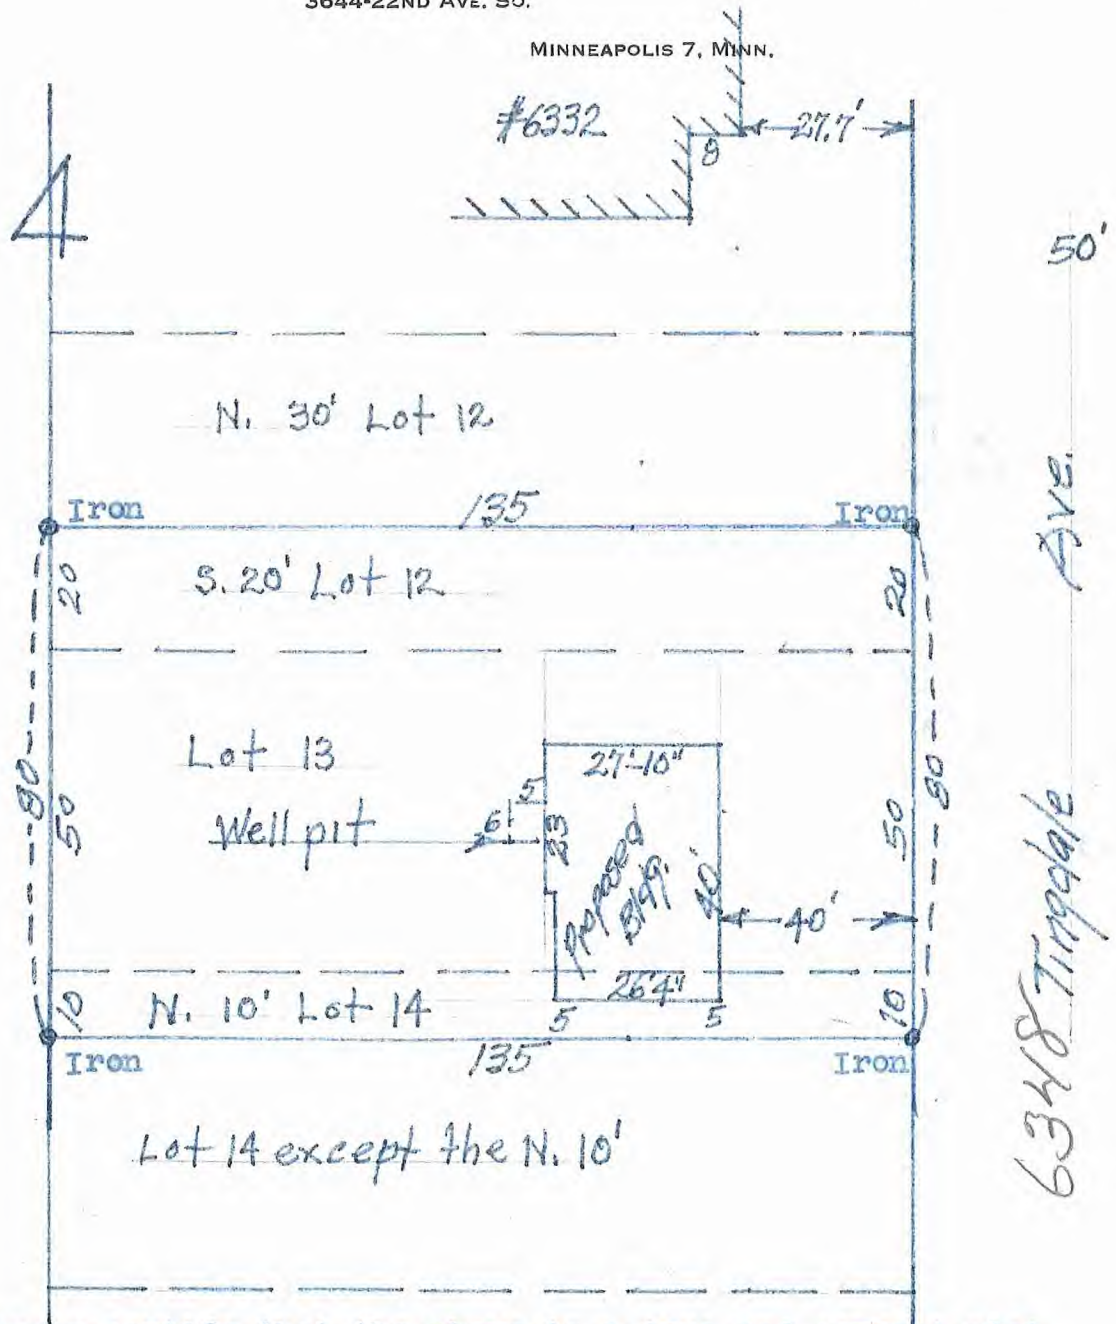 3644-22ND AVE. SO.
MINNEAPOLIS 7, MINN.
#6332
8
27.7'
4
50'
N. 30' Lot 12
Iron
135
Iron
20
S. 20' Lot 12
20
Ave.
Lot 13
27'-10"
80
50
Well pit
5
6
23
Proposed
Bldg.
40'
40'
50
80
6348 Tingdale
10
N. 10' Lot 14
26'4"
5
5
10
Iron
135
Iron
Lot 14 except the N. 10'